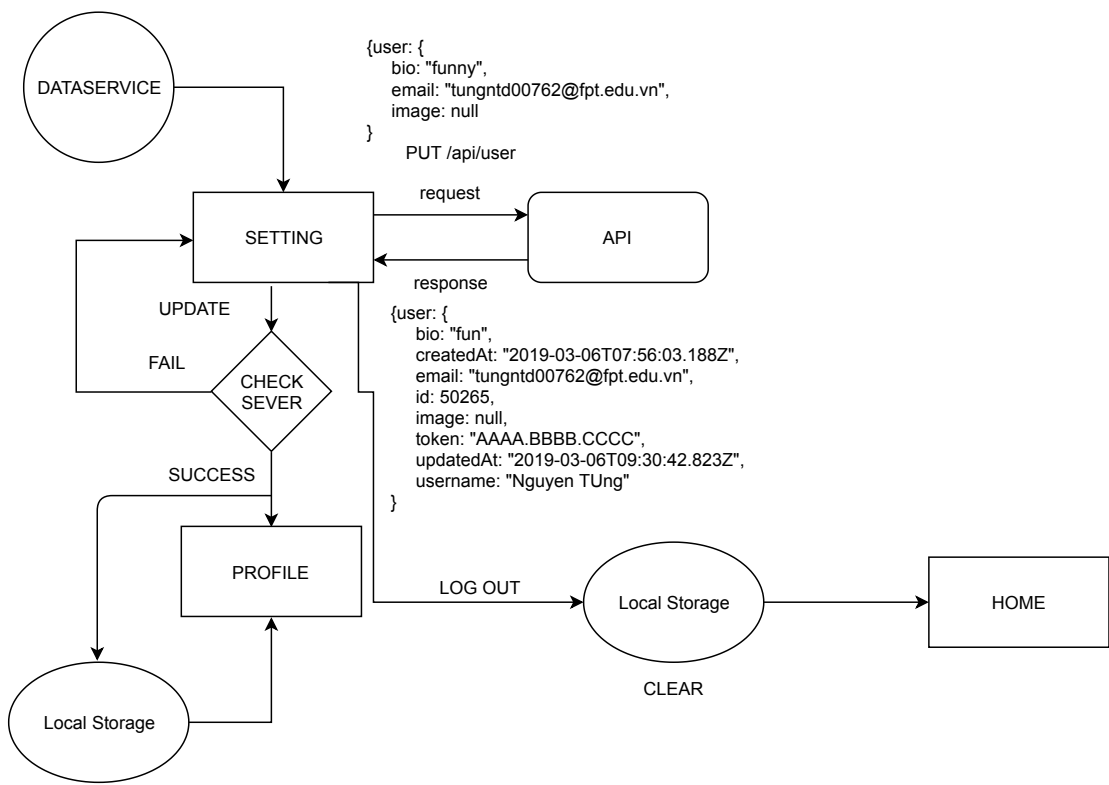 DATASERVICE
{user: {
bio: "funny",
email: "tungntd00762@fpt.edu.vn",
image: null
}
PUT /api/user
request
SETTING
API
response
UPDATE
{user: {
bio: "fun",
createdAt: "2019-03-06T07:56:03.188Z",
email: "tungntd00762@fpt.edu.vn",
id: 50265,
image: null,
token: "AAAA.BBBB.CCCC",
updatedAt: "2019-03-06T09:30:42.823Z",
username: "Nguyen TUng"
}
FAIL
CHECK
SEVER
SUCCESS
PROFILE
LOG OUT
Local Storage
HOME
CLEAR
Local Storage